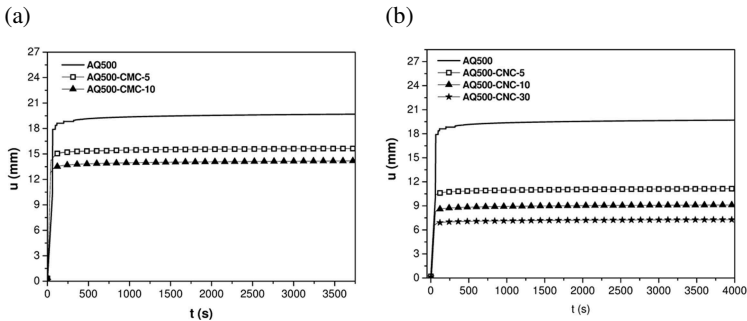 (a)
27
24
21
18
15
12
9
6
3
0
u (mm)
AQ500
AQ500-CMC-5
AQ500-CMC-10
0 500 1000 1500 2000 2500 3000 3500
t (s)
(b)
27
24
21
18
15
12
9
6
3
0
u (mm)
AQ500
AQ500-CNC-5
AQ500-CNC-10
AQ500-CNC-30
0 500 1000 1500 2000 2500 3000 3500 4000
t (s)